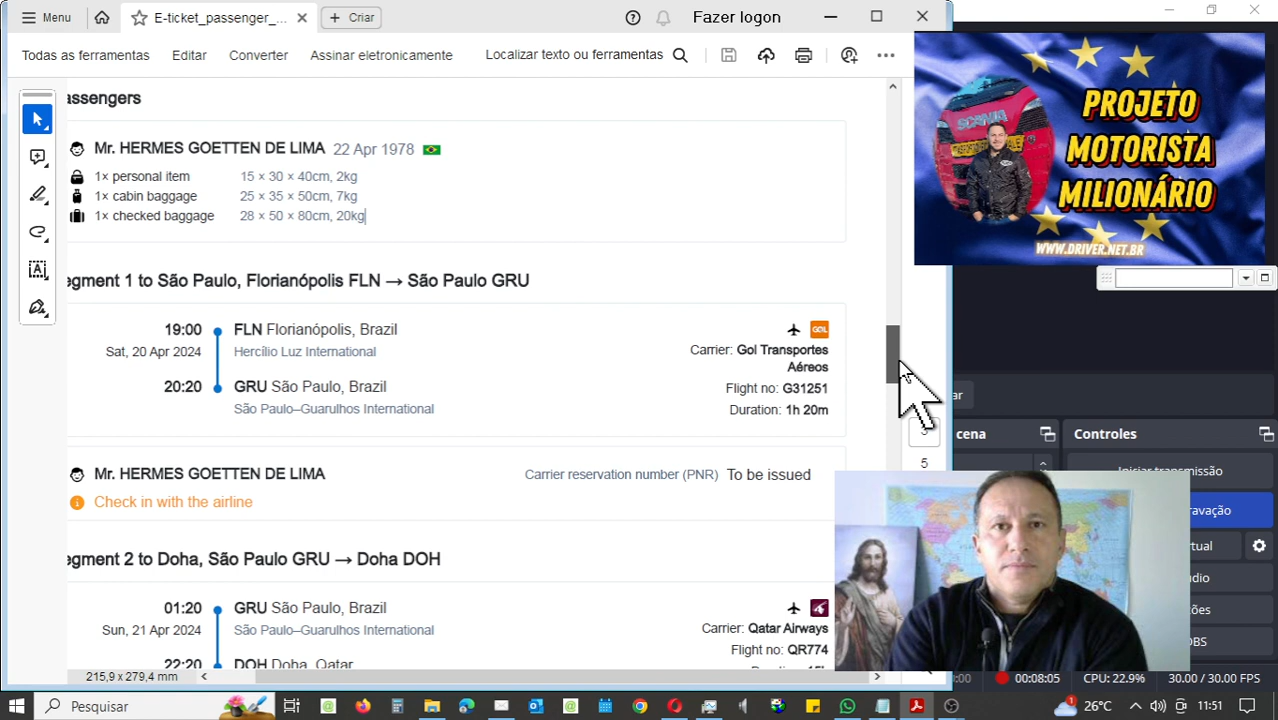 Menu
E-ticket_passenger_...
Criar
Fazer logon
Todas as ferramentas
Editar
Converter
Assinar eletronicamente
Localizar texto ou ferramentas
assengers
Mr. HERMES GOETTEN DE LIMA 22 Apr 1978
1× personal item 15 × 30 × 40cm, 2kg
1× cabin baggage 25 × 35 × 50cm, 7kg
1× checked baggage 28 × 50 × 80cm, 20kg
egment 1 to São Paulo, Florianópolis FLN → São Paulo GRU
19:00 FLN Florianópolis, Brazil
Sat, 20 Apr 2024 Hercílio Luz International
20:20 GRU São Paulo, Brazil
São Paulo–Guarulhos International
GOL
Carrier: Gol Transportes
Aéreos
Flight no: G31251
Duration: 1h 20m
Mr. HERMES GOETTEN DE LIMA Carrier reservation number (PNR) To be issued
Check in with the airline
egment 2 to Doha, São Paulo GRU → Doha DOH
01:20 GRU São Paulo, Brazil
Sun, 21 Apr 2024 São Paulo–Guarulhos International
22:20 DOH Doha, Qatar
Carrier: Qatar Airways
Flight no: QR774
215,9 x 279,4 mm
5
PROJETO
MOTORISTA
MILIONÁRIO
WWW.DRIVER.NET.BR
SCANIA
ar
cena
Controles
Iniciar transmissão
ravação
rtual
údio
ções
OBS
00:08:05
CPU: 22.9%
30.00 / 30.00 FPS
Pesquisar
1
26°C
11:51